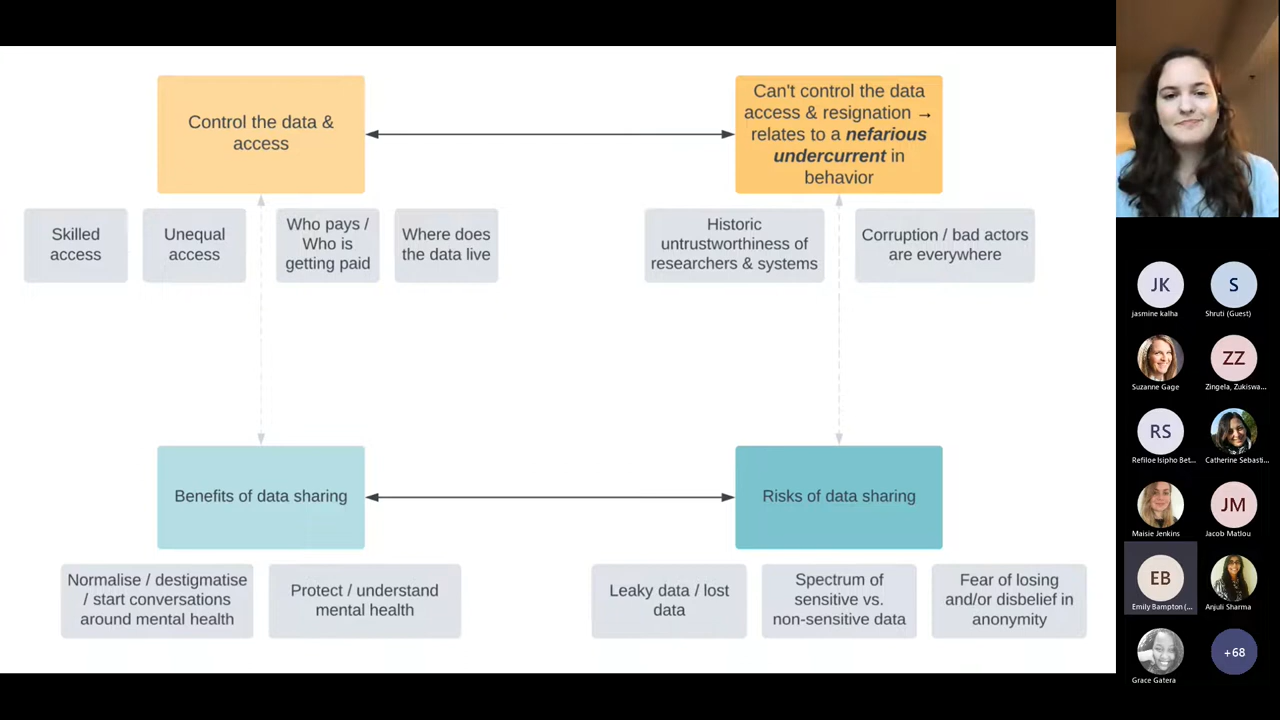 Control the data &
access
Can't control the data
access & resignation →
relates to a nefarious
undercurrent in
behavior
Skilled
access
Unequal
access
Who pays /
Who is
getting paid
Where does
the data live
Historic
untrustworthiness of
researchers & systems
Corruption / bad actors
are everywhere
Benefits of data sharing
Risks of data sharing
Normalise / destigmatise
/ start conversations
around mental health
Protect / understand
mental health
Leaky data / lost
data
Spectrum of
sensitive vs.
non-sensitive data
Fear of losing
and/or disbelief in
anonymity
JK
jasmine kalha
S
Shruti (Guest)
Suzanne Gage
ZZ
Zingela, Zukiswa...
RS
Refiloe Isipho Bet...
Catherine Sebasti...
Maisie Jenkins
JM
Jacob Matlou
EB
Emily Bampton (...
Anjuli Sharma
Grace Gatera
+68